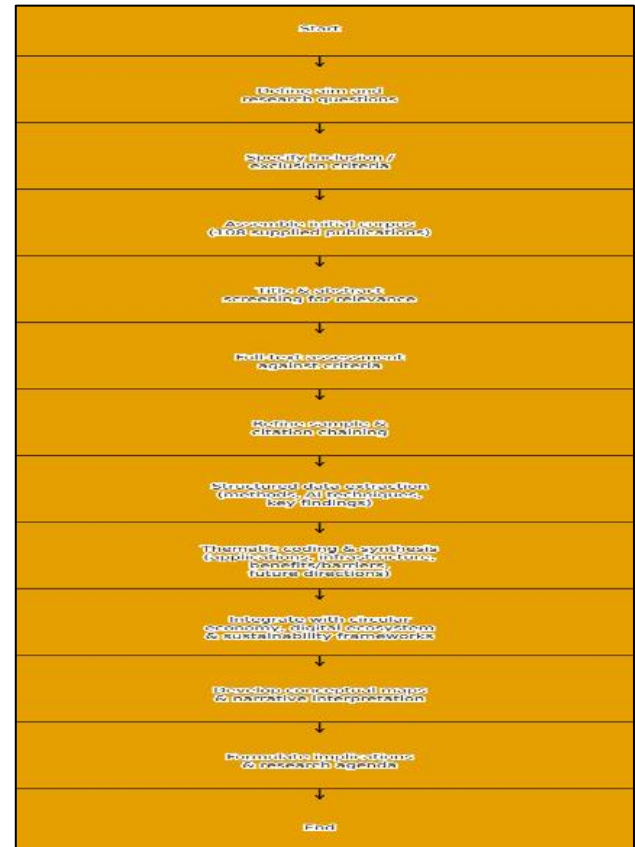 Start
↓
Define aim and
research questions
↓
Specify inclusion /
exclusion criteria
↓
Assemble initial corpus
(108 supplied publications)
↓
Title & abstract
screening for relevance
↓
Full-text assessment
against criteria
↓
Refine sample &
citation chaining
↓
Structured data extraction
(methods, AI techniques,
key findings)
↓
Thematic coding & synthesis
(applications, infrastructure,
benefits/barriers,
future directions)
↓
Integrate with circular
economy, digital ecosystem
& sustainability frameworks
↓
Develop conceptual maps
& narrative interpretation
↓
Formulate implications
& research agenda
↓
End